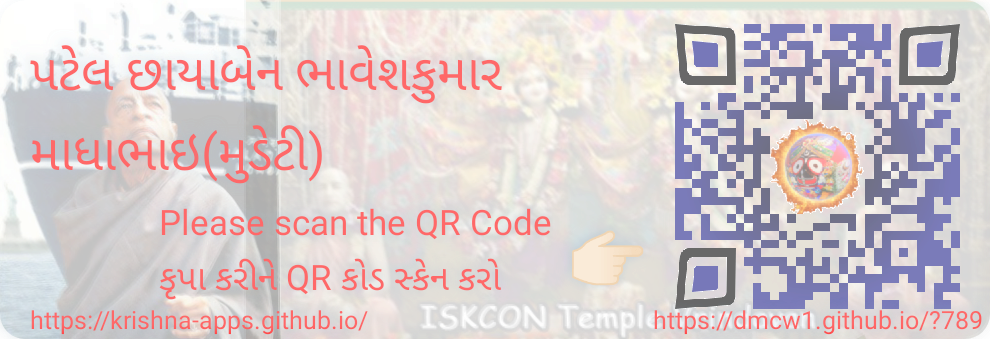 પટેલ છાયાબેન ભાવેશકુમાર
માધાભાઇ(મુડેટી)
Please scan the QR Code
કૃપા કરીને QR કોડ સ્કેન કરો
https://krishna-apps.github.io/
ISKCON Temple
https://dmcw1.github.io/?789